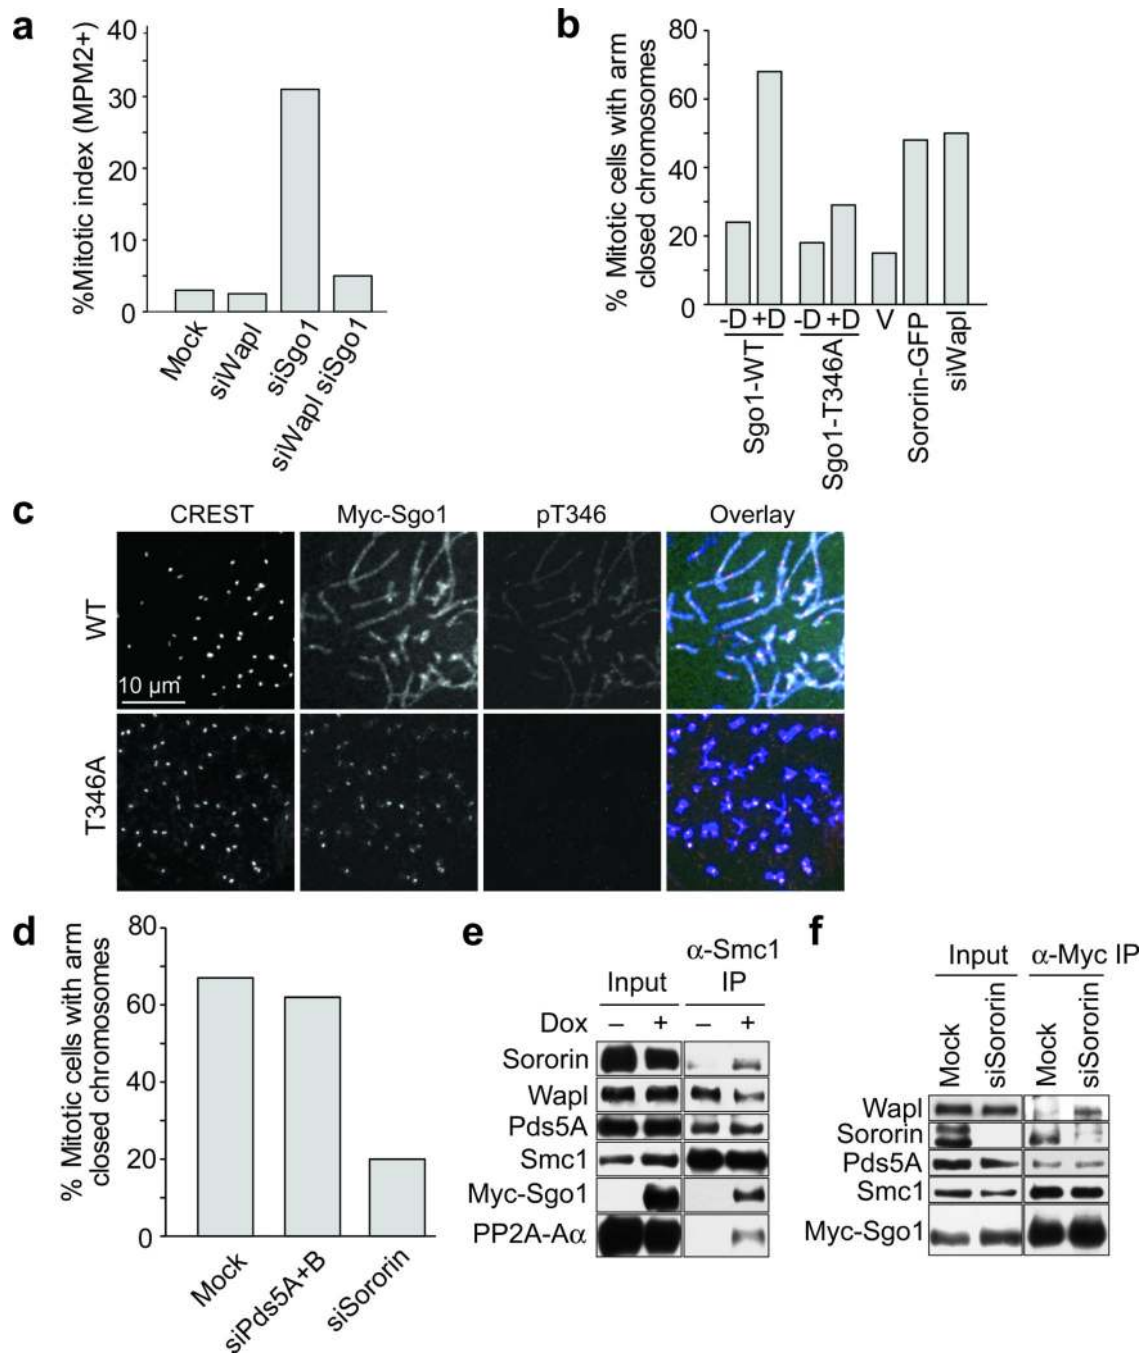 a
%Mitotic index (MPM2+)
40
30
20
10
0
Mock
siWapl
siSgo1
siWapl siSgo1
b
% Mitotic cells with arm
closed chromosomes
80
60
40
20
0
-D +D
-D +D
V
Sgo1-WT
Sgo1-T346A
Sororin-GFP
siWapl
c
CREST
Myc-Sgo1
pT346
Overlay
WT
10 µm
T346A
d
% Mitotic cells with arm
closed chromosomes
80
60
40
20
0
Mock
siPds5A+B
siSororin
e
α-Smc1
Input
IP
Dox – + – +
Sororin
Wapl
Pds5A
Smc1
Myc-Sgo1
PP2A-Aα
f
Input
α-Myc IP
Mock
siSororin
Mock
siSororin
Wapl
Sororin
Pds5A
Smc1
Myc-Sgo1